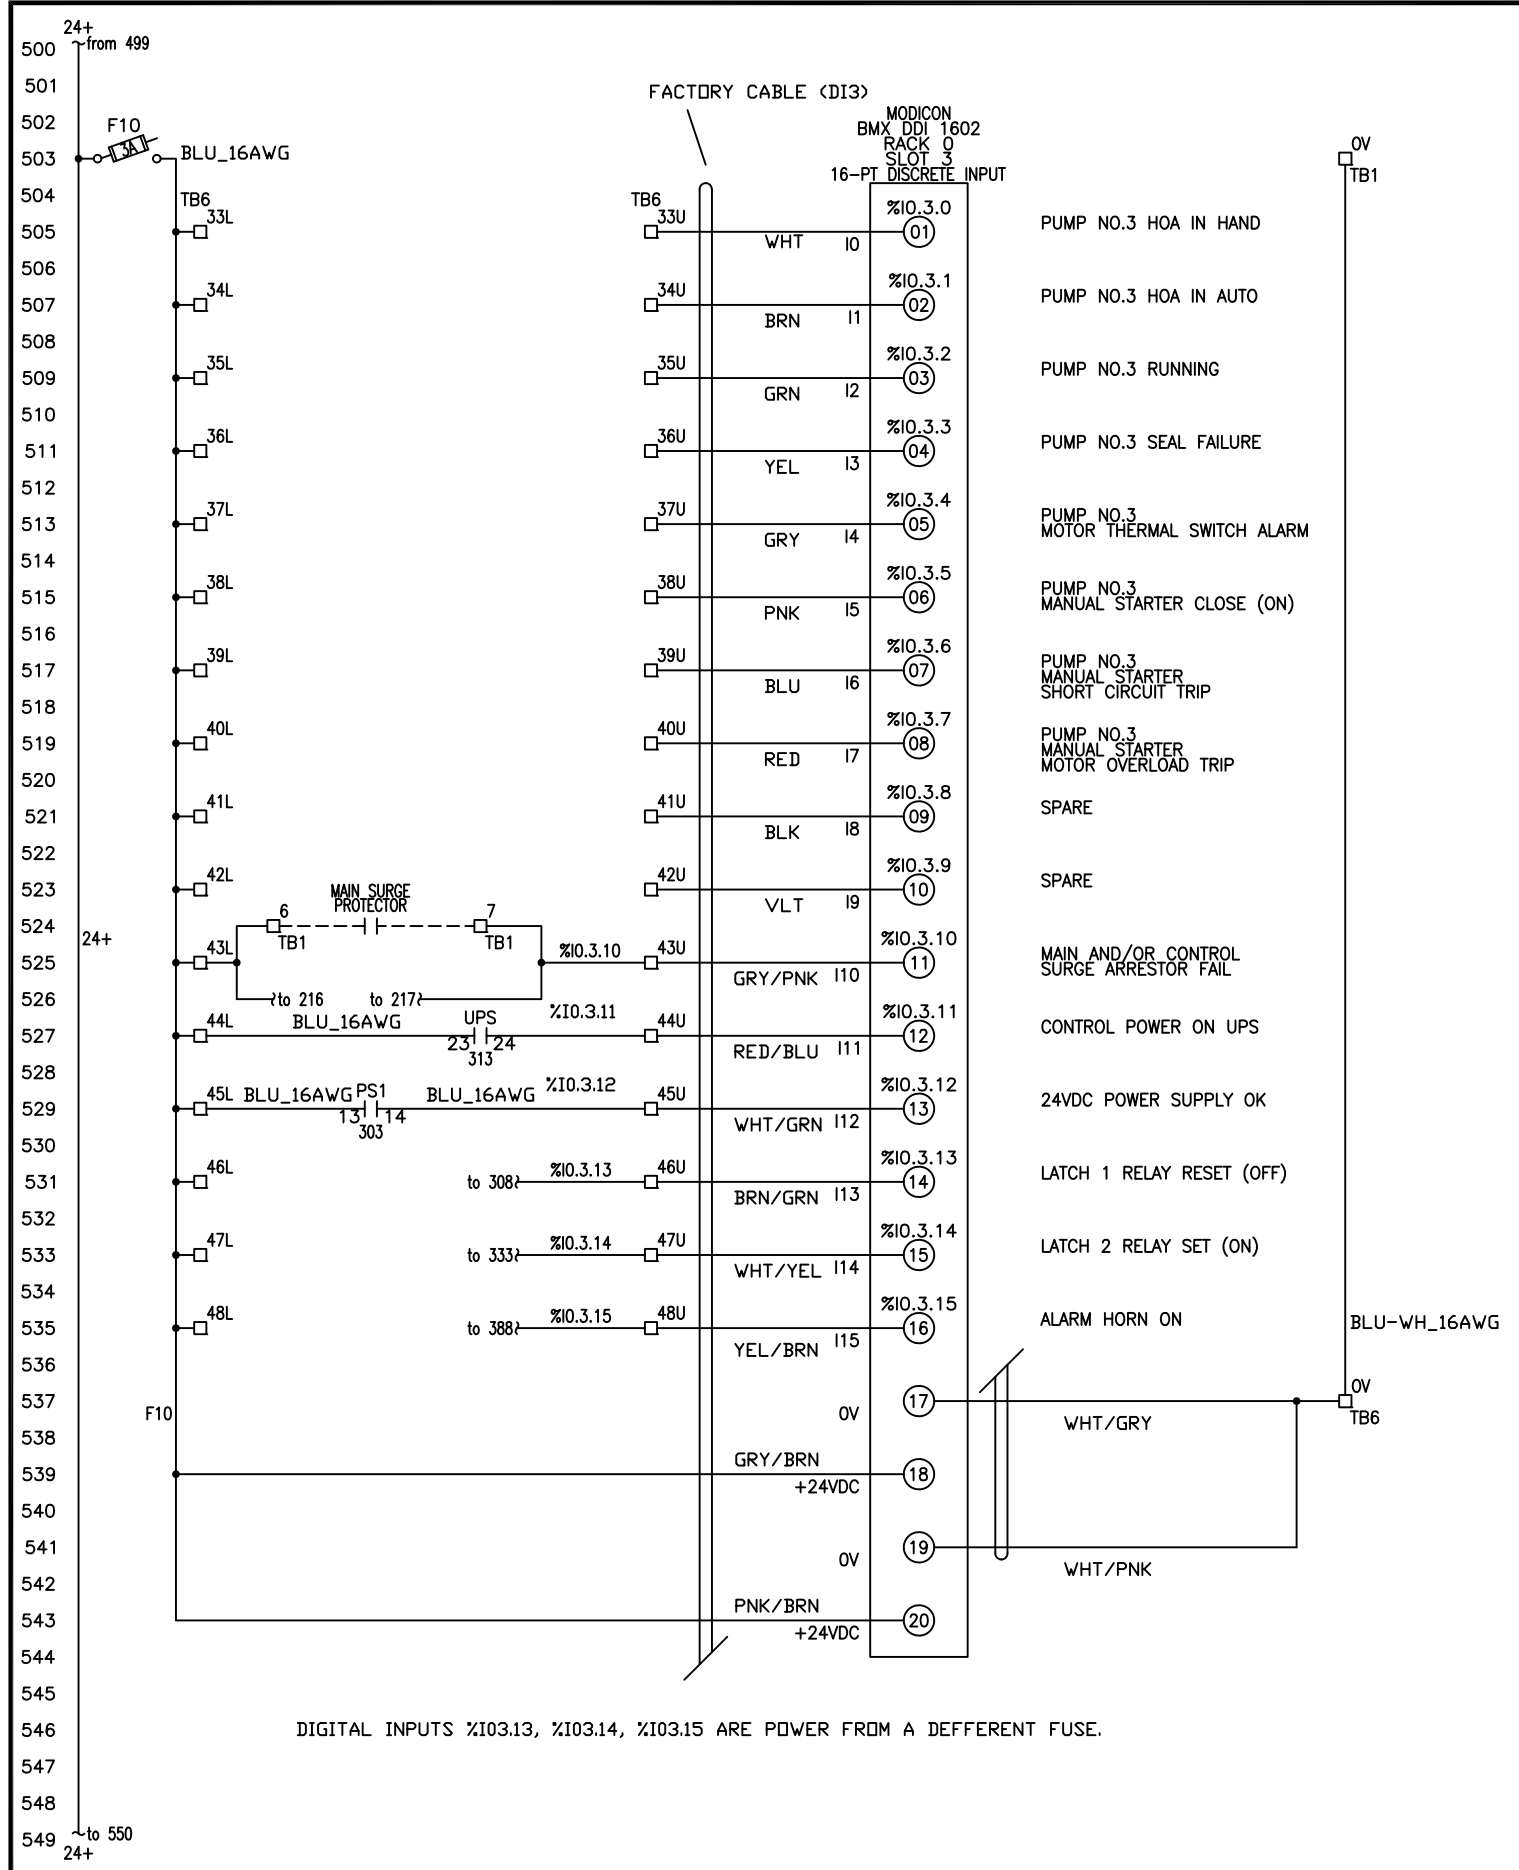 24+
500 from 499
501
FACTORY CABLE (DI3)
502
MODICON
BMX DDI 1602
RACK 0
SLOT 3
16-PT DISCRETE INPUT
F10
3A
503 BLU_16AWG
0V
TB1
504
TB6 TB6
505 33L 33U WHT I0 %I0.3.0 01 PUMP NO.3 HOA IN HAND
506
507 34L 34U BRN I1 %I0.3.1 02 PUMP NO.3 HOA IN AUTO
508
509 35L 35U GRN I2 %I0.3.2 03 PUMP NO.3 RUNNING
510
511 36L 36U YEL I3 %I0.3.3 04 PUMP NO.3 SEAL FAILURE
512
513 37L 37U GRY I4 %I0.3.4 05 PUMP NO.3
MOTOR THERMAL SWITCH ALARM
514
515 38L 38U PNK I5 %I0.3.5 06 PUMP NO.3
MANUAL STARTER CLOSE (ON)
516
517 39L 39U BLU I6 %I0.3.6 07 PUMP NO.3
MANUAL STARTER
SHORT CIRCUIT TRIP
518
519 40L 40U RED I7 %I0.3.7 08 PUMP NO.3
MANUAL STARTER
MOTOR OVERLOAD TRIP
520
521 41L 41U BLK I8 %I0.3.8 09 SPARE
522
523 42L 42U VLT I9 %I0.3.9 10 SPARE
MAIN SURGE
PROTECTOR
524 6 7
24+ TB1 TB1
525 43L %I0.3.10 43U GRY/PNK I10 %I0.3.10 11 MAIN AND/OR CONTROL
SURGE ARRESTOR FAIL
526 to 216 to 217
527 44L BLU_16AWG UPS %I0.3.11 44U RED/BLU I11 %I0.3.11 12 CONTROL POWER ON UPS
23 24
313
528
529 45L BLU_16AWG PS1 BLU_16AWG %I0.3.12 45U WHT/GRN I12 %I0.3.12 13 24VDC POWER SUPPLY OK
13 14
303
530
531 46L to 308 %I0.3.13 46U BRN/GRN I13 %I0.3.13 14 LATCH 1 RELAY RESET (OFF)
532
533 47L to 333 %I0.3.14 47U WHT/YEL I14 %I0.3.14 15 LATCH 2 RELAY SET (ON)
534
535 48L to 388 %I0.3.15 48U YEL/BRN I15 %I0.3.15 16 ALARM HORN ON BLU-WH_16AWG
536
537 F10 0V 17 WHT/GRY 0V
TB6
538
539 GRY/BRN +24VDC 18
540
541 0V 19 WHT/PNK
542
543 PNK/BRN +24VDC 20
544
545
546 DIGITAL INPUTS %I03.13, %I03.14, %I03.15 ARE POWER FROM A DEFFERENT FUSE.
547
548
549 to 550
24+